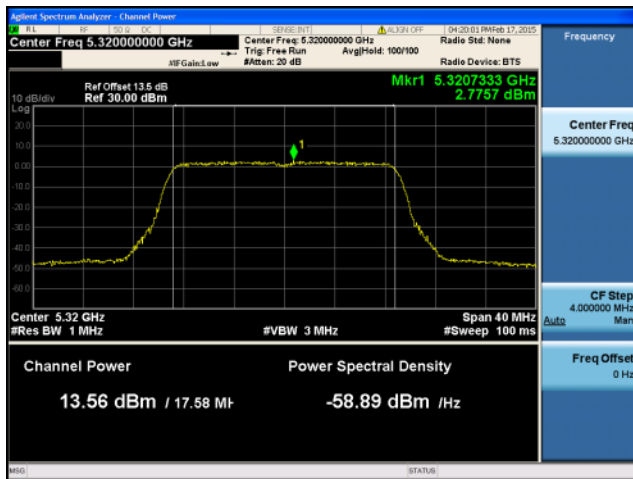 Agilent Spectrum Analyzer - Channel Power
RL RF 50 Ω DC SENSE:INT ALIGN OFF 04:20:01 PM Feb 17, 2015
Center Freq 5.320000000 GHz
Center Freq: 5.320000000 GHz Radio Std: None
Trig: Free Run Avg|Hold: 100/100
#IFGain:Low #Atten: 20 dB Radio Device: BTS
Frequency
Mkr1 5.3207333 GHz
2.7757 dBm
Ref Offset 13.5 dB
10 dB/div Ref 30.00 dBm
Log
20.0
10.0
0.00
-10.0
-20.0
-30.0
-40.0
-50.0
-60.0
1
Center Freq
5.320000000 GHz
Center 5.32 GHz Span 40 MHz
#Res BW 1 MHz #VBW 3 MHz #Sweep 100 ms
CF Step
4.000000 MHz
Auto Man
Channel Power Power Spectral Density
13.56 dBm / 17.58 MH -58.89 dBm /Hz
Freq Offset
0 Hz
MSG STATUS